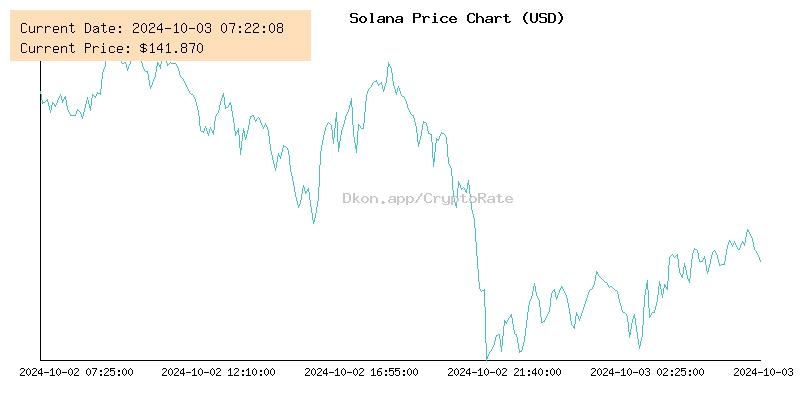 Solana Price Chart (USD)
Current Date: 2024-10-03 07:22:08
Current Price: $141.870
Dkon.app/CryptoRate
2024-10-02 07:25:00 2024-10-02 12:10:00 2024-10-02 16:55:00 2024-10-02 21:40:00 2024-10-03 02:25:00 2024-10-03